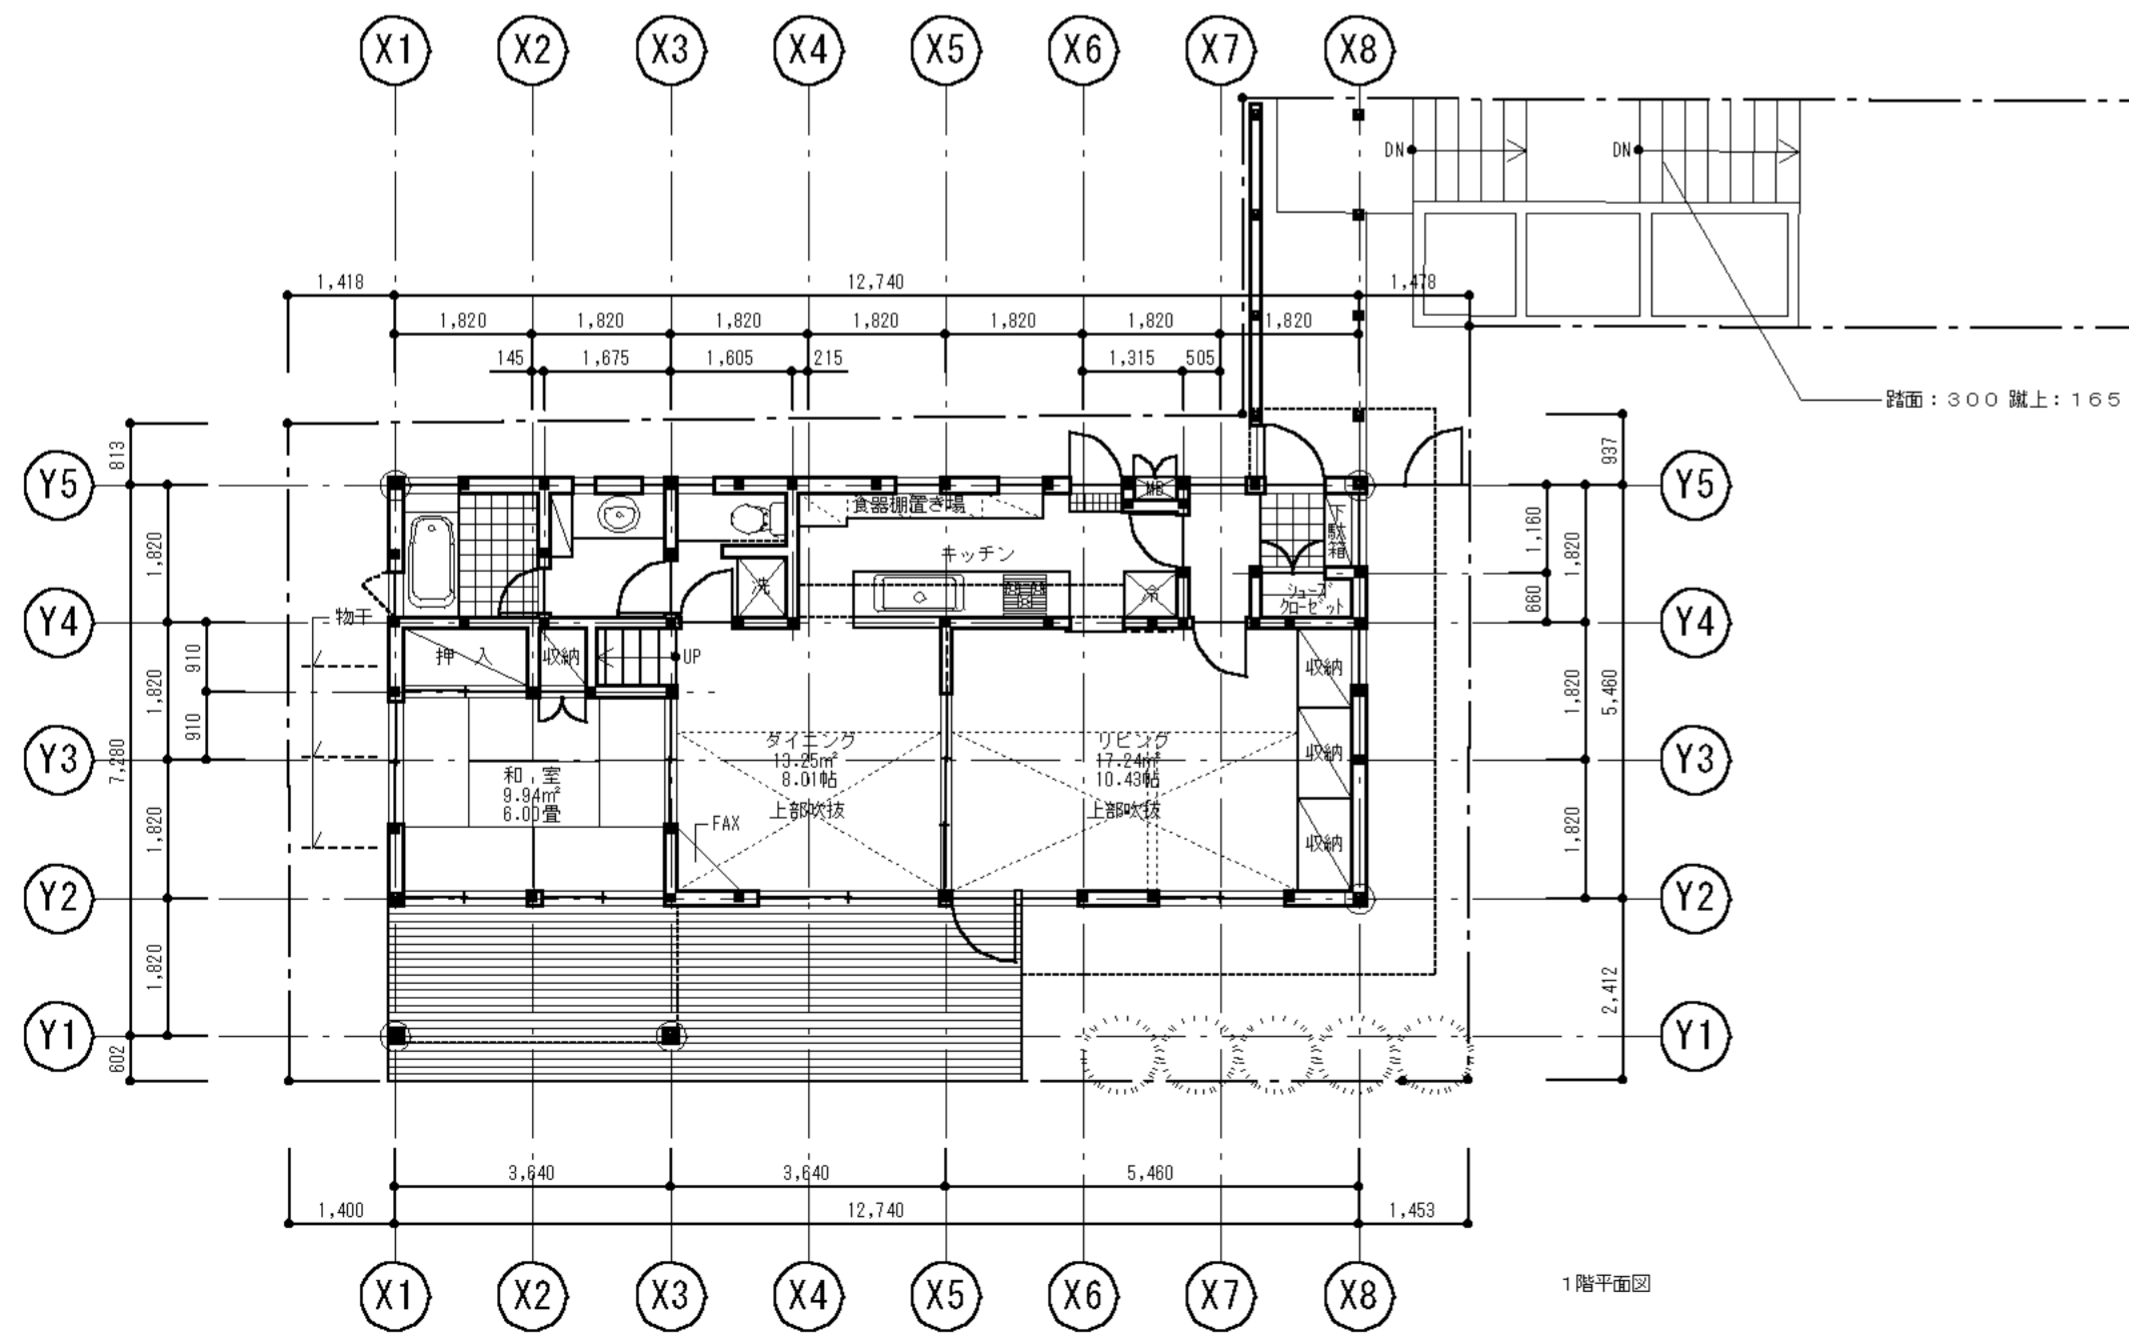 X1 X2 X3 X4 X5 X6 X7 X8
DN DN
1,418 12,740 1,478
1,820 1,820 1,820 1,820 1,820 1,820 1,820
145 1,675 1,605 215 1,315 505
踏面：３００ 蹴上：１６５
813 937
Y5 Y5
MB
食器棚置き場
下駄箱
1,820 1,160 1,820
キッチン
洗 冷
シューズ
クローゼット
660
物干
Y4 Y4
910 押 入 収納 UP
収納
1,820 1,820 5,460
910
ダイニング
13.25㎡
8.01帖
上部吹抜
リビング
17.24㎡
10.43帖
上部吹抜
収納
Y3 Y3
7,280
和 室
9.94㎡
6.00畳
FAX
1,820 1,820
収納
Y2 Y2
1,820 2,412
Y1 Y1
602
3,640 3,640 5,460
1,400 12,740 1,453
X1 X2 X3 X4 X5 X6 X7 X8
１階平面図